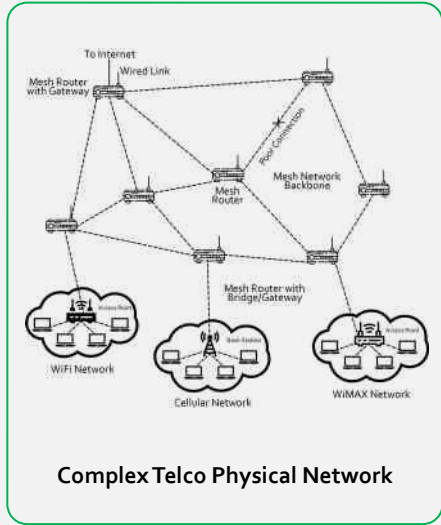 To Internet
Wired Link
Mesh Router
with Gateway
Poor Connection
Mesh Network
Backbone
Mesh
Router
Mesh Router with
Bridge/Gateway
Access Point
WiFi Network
Base Station
Cellular Network
Access Point
WiMAX Network
Complex Telco Physical Network